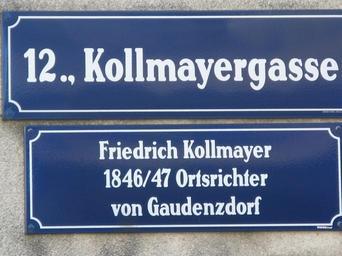 12., Kollmayergasse
Friedrich Kollmayer
1846/47 Ortsrichter
von Gaudenzdorf